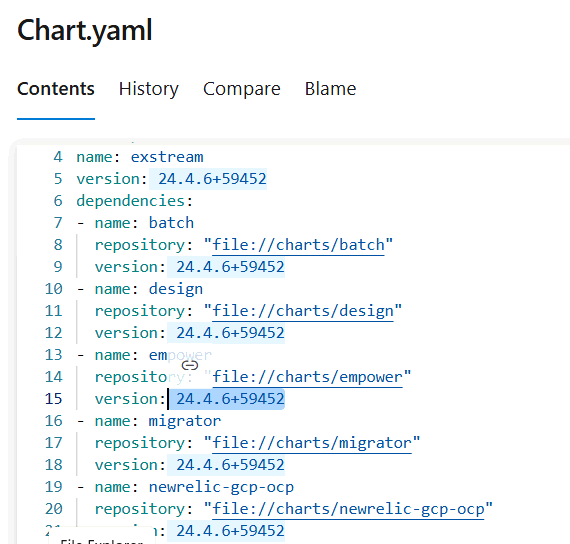 Chart.yaml
Contents History Compare Blame
4 name: exstream
5 version: 24.4.6+59452
6 dependencies:
7 - name: batch
8 repository: "file://charts/batch"
9 version: 24.4.6+59452
10 - name: design
11 repository: "file://charts/design"
12 version: 24.4.6+59452
13 - name: empower
14 repository: "file://charts/empower"
15 version: 24.4.6+59452
16 - name: migrator
17 repository: "file://charts/migrator"
18 version: 24.4.6+59452
19 - name: newrelic-gcp-ocp
20 repository: "file://charts/newrelic-gcp-ocp"
21 version: 24.4.6+59452
File Explorer